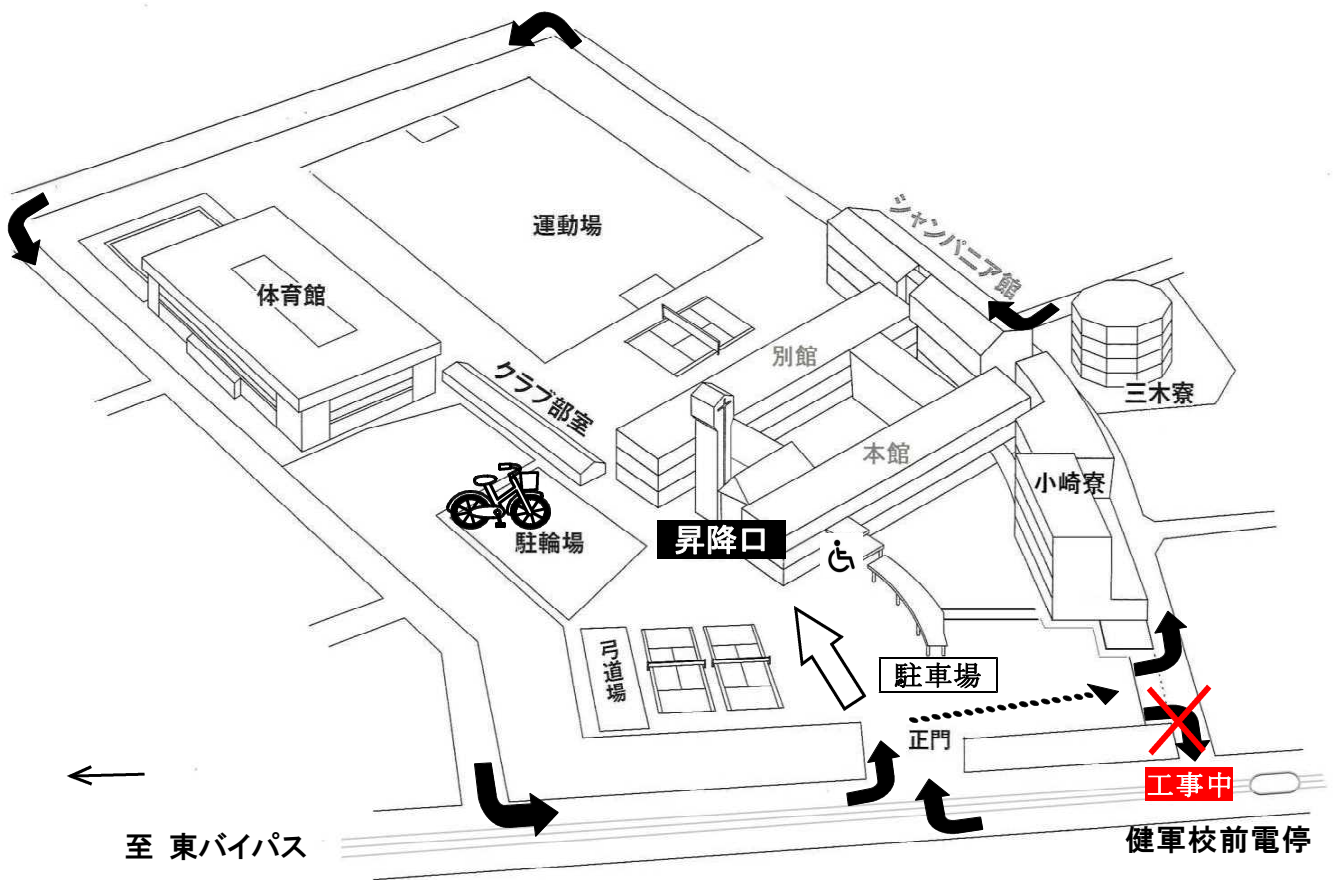 運動場
シャンパニア館
体育館
別館
クラブ部室
三木寮
本館
小崎寮
昇降口
駐輪場
弓道場
駐車場
正門
工事中
至 東バイパス
健軍校前電停